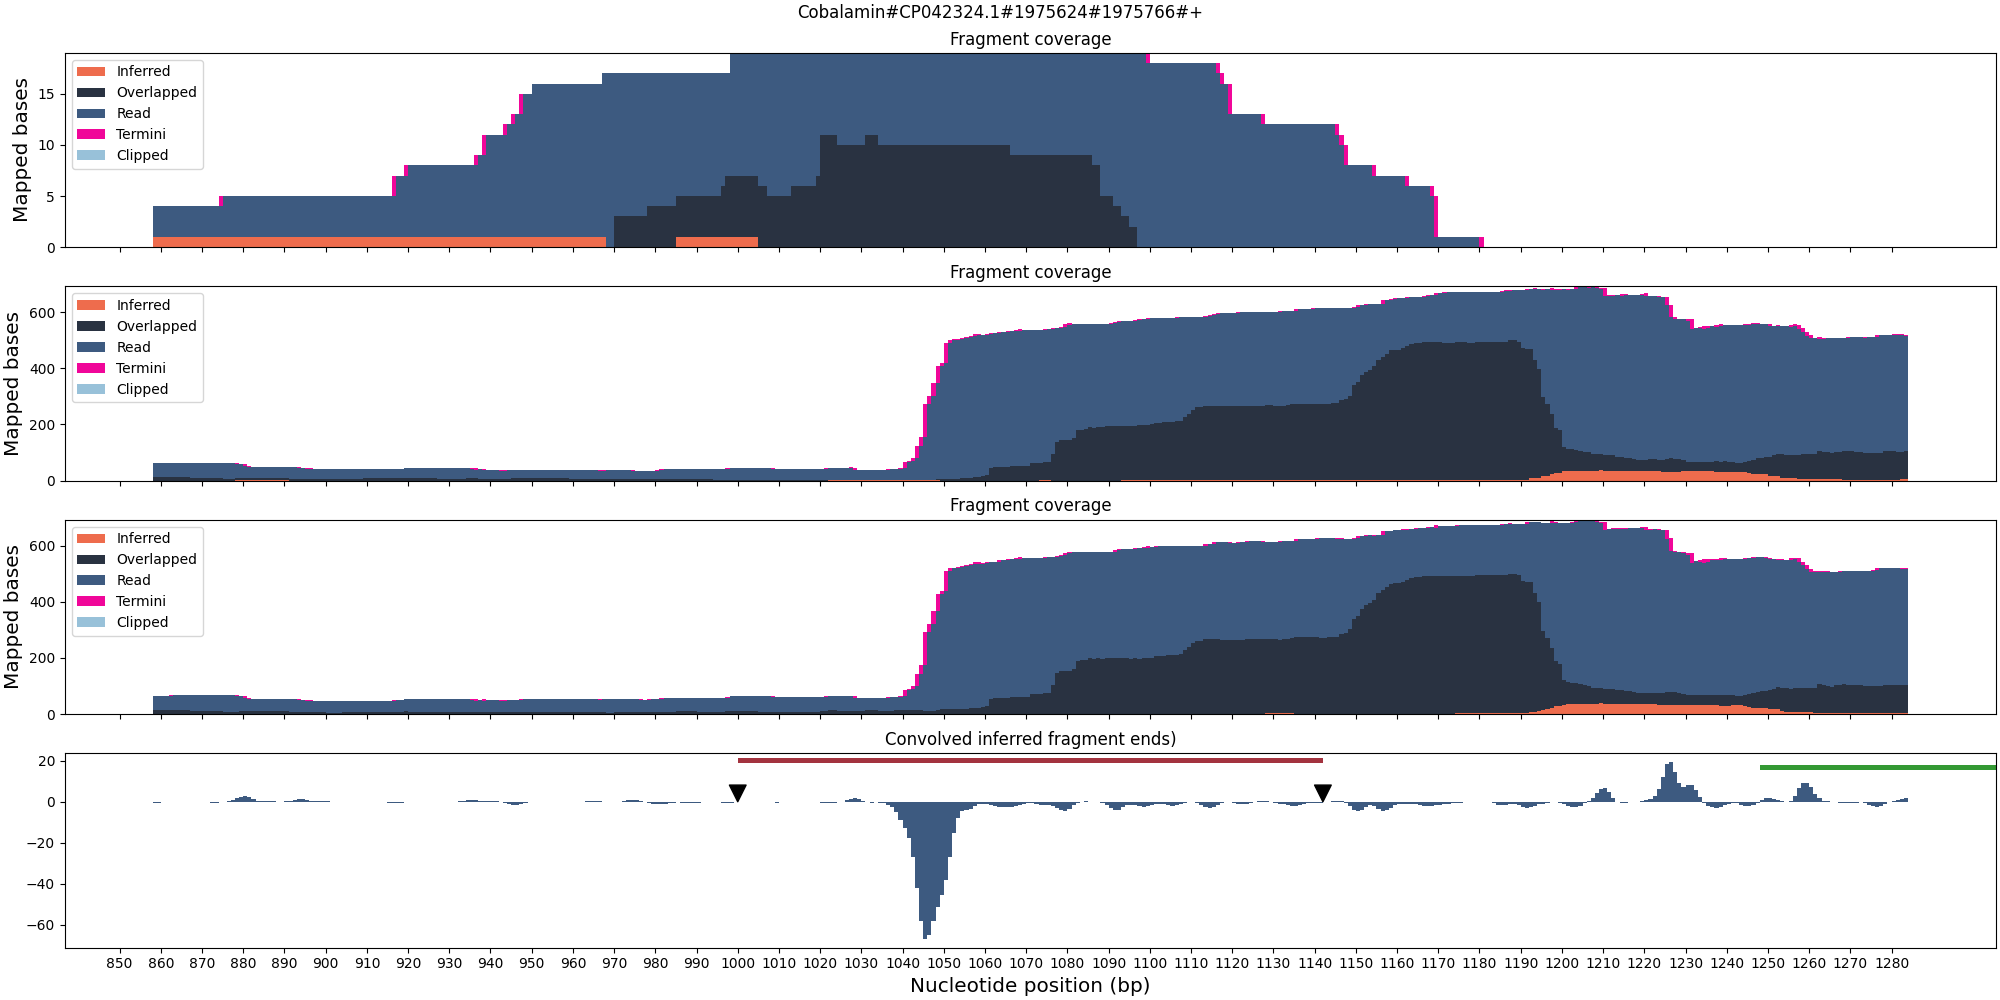 Cobalamin#CP042324.1#1975624#1975766#+
Fragment coverage
Mapped bases
15
10
5
0
Inferred
Overlapped
Read
Termini
Clipped
Fragment coverage
Mapped bases
600
400
200
0
Inferred
Overlapped
Read
Termini
Clipped
Fragment coverage
Mapped bases
600
400
200
0
Inferred
Overlapped
Read
Termini
Clipped
Convolved inferred fragment ends)
20
0
−20
−40
−60
850 860 870 880 890 900 910 920 930 940 950 960 970 980 990 1000 1010 1020 1030 1040 1050 1060 1070 1080 1090 1100 1110 1120 1130 1140 1150 1160 1170 1180 1190 1200 1210 1220 1230 1240 1250 1260 1270 1280
Nucleotide position (bp)